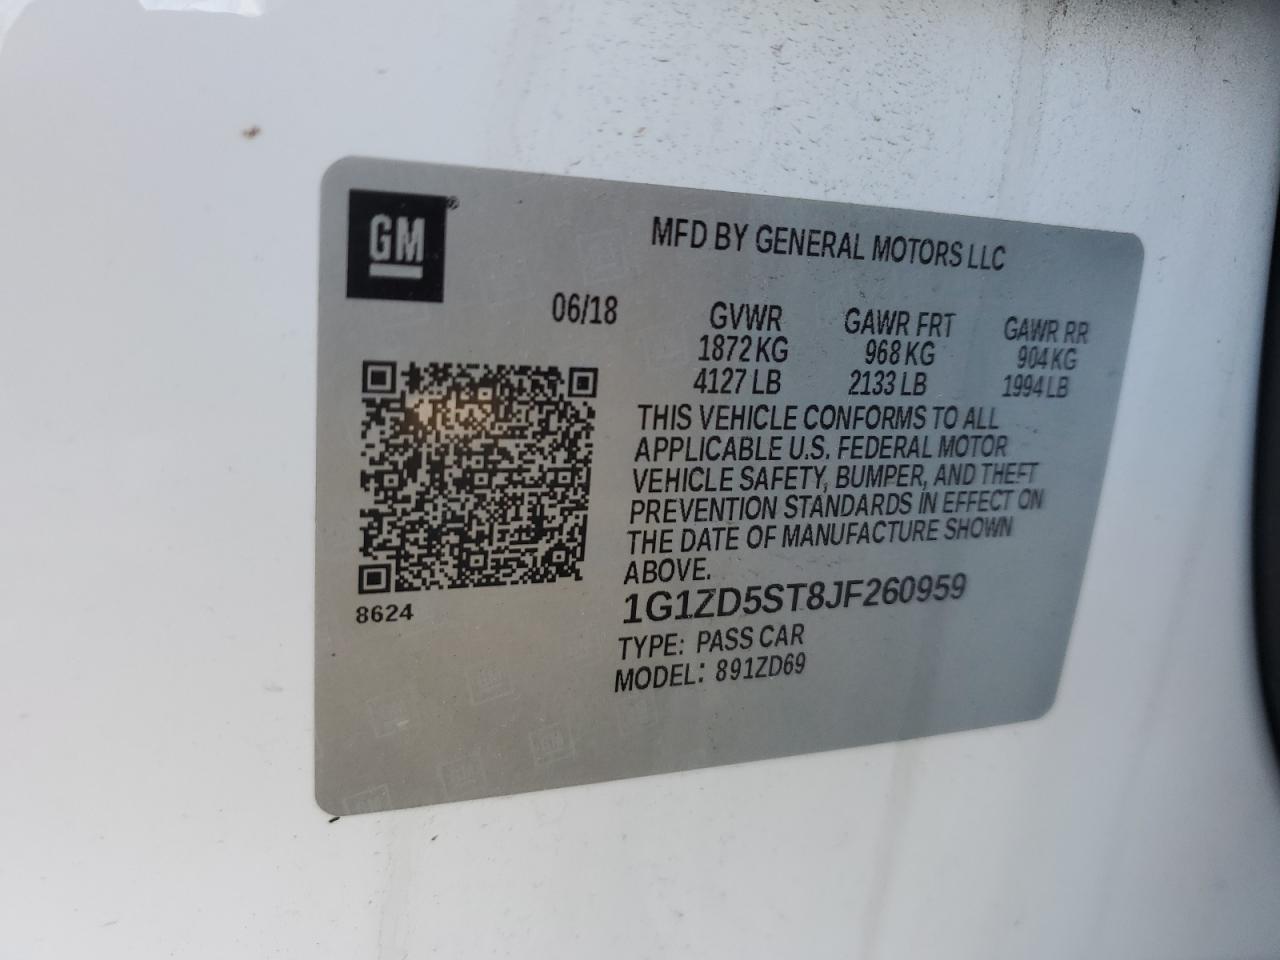 GM®
MFD BY GENERAL MOTORS LLC
06/18
GVWR GAWR FRT GAWR RR
1872 KG 968 KG 904 KG
4127 LB 2133 LB 1994 LB
THIS VEHICLE CONFORMS TO ALL
APPLICABLE U.S. FEDERAL MOTOR
VEHICLE SAFETY, BUMPER, AND THEFT
PREVENTION STANDARDS IN EFFECT ON
THE DATE OF MANUFACTURE SHOWN
ABOVE.
8624
1G1ZD5ST8JF260959
TYPE: PASS CAR
MODEL: 891ZD69